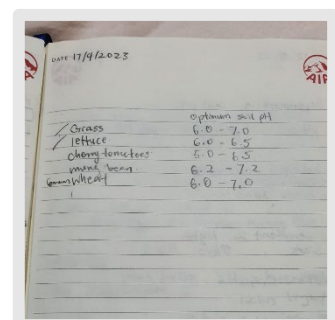 DATE 17/9/2023
AIA
optimum soil pH
Grass 6.0 - 7.0
lettuce 6.0 - 6.5
cherry tomatoes 5.0 - 6.5
mung bean 6.2 - 7.2
wheat 6.0 - 7.0